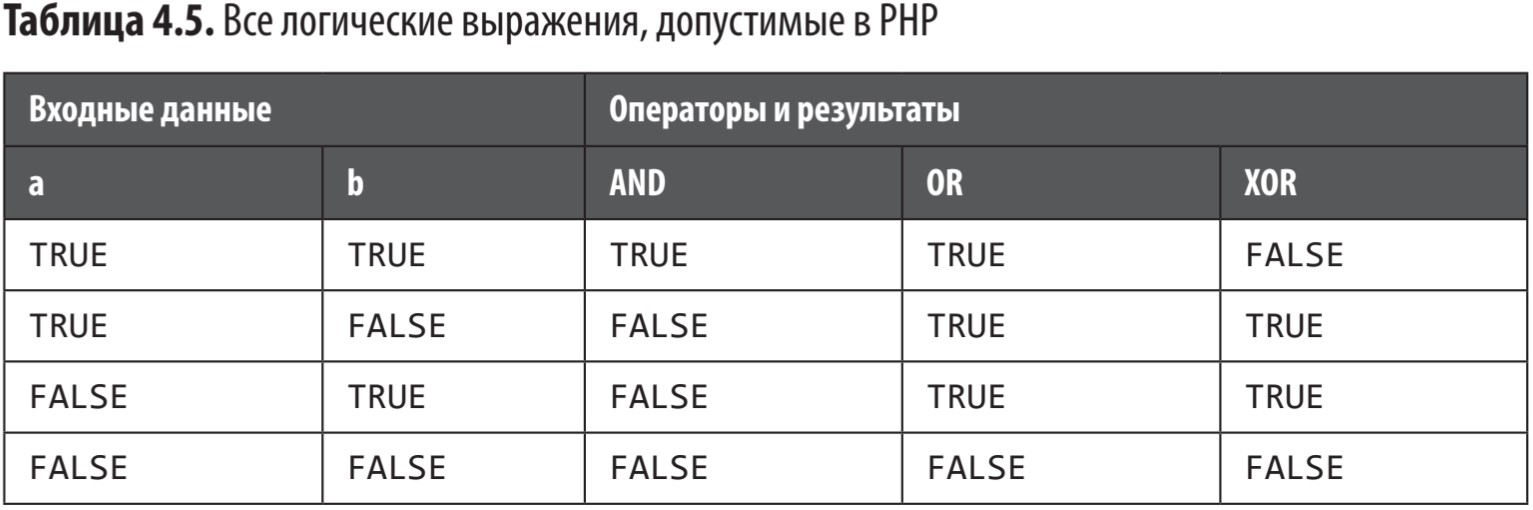 Таблица 4.5. Все логические выражения, допустимые в PHP
Входные данные Операторы и результаты
a b AND OR XOR
TRUE TRUE TRUE TRUE FALSE
TRUE FALSE FALSE TRUE TRUE
FALSE TRUE FALSE TRUE TRUE
FALSE FALSE FALSE FALSE FALSE